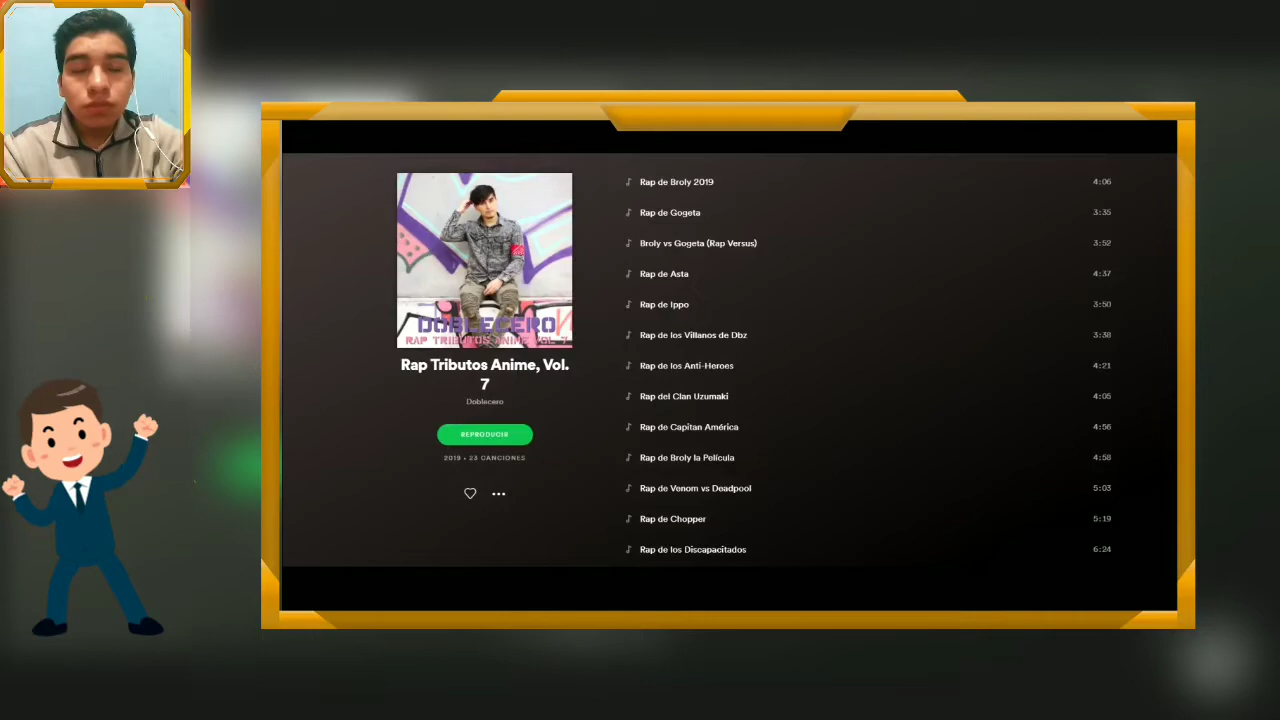 DOBLECERO
RAP TRIBUTOS ANIME VOL 7
Rap Tributos Anime, Vol.
7
Doblecero
REPRODUCIR
2019 • 23 CANCIONES
Rap de Broly 2019 4:06
Rap de Gogeta 3:35
Broly vs Gogeta (Rap Versus) 3:52
Rap de Asta 4:37
Rap de Ippo 3:50
Rap de los Villanos de Dbz 3:38
Rap de los Anti-Heroes 4:21
Rap del Clan Uzumaki 4:05
Rap de Capitan América 4:56
Rap de Broly la Película 4:58
Rap de Venom vs Deadpool 5:03
Rap de Chopper 5:19
Rap de los Discapacitados 6:24